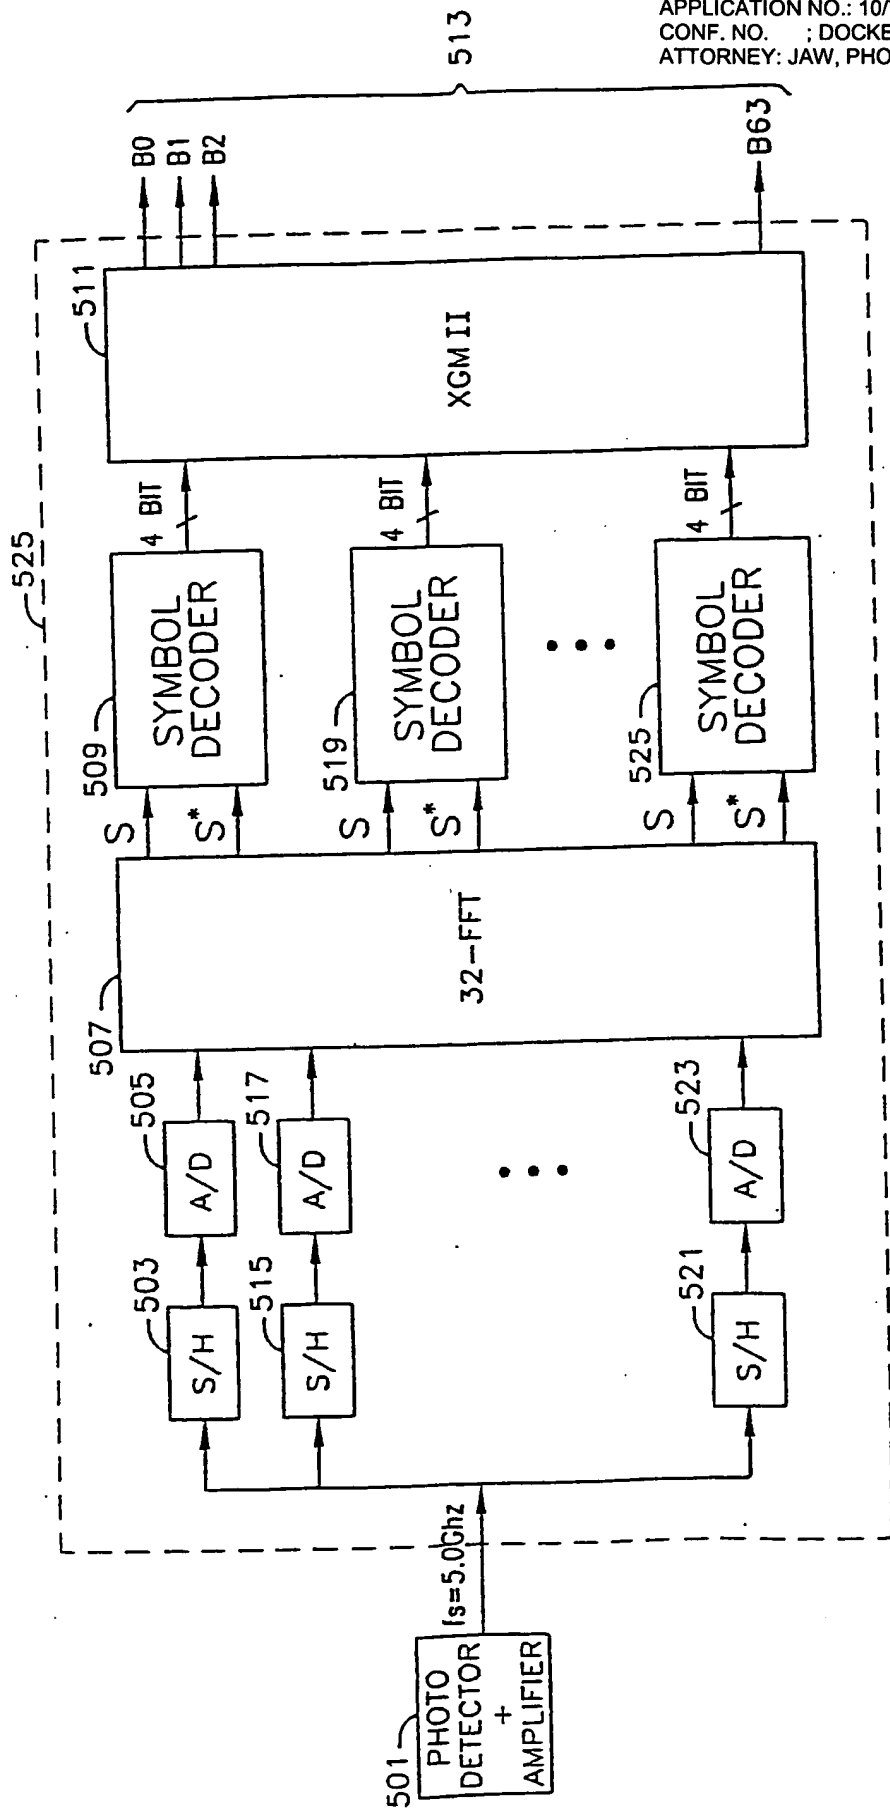 APPLICATION NO.: 10/
CONF. NO. ; DOCKE
ATTORNEY: JAW, PHO
501
PHOTO
DETECTOR
+
AMPLIFIER
fs=5.0Ghz
525
503
S/H
505
A/D
515
S/H
517
A/D
521
S/H
523
A/D
507
32-FFT
S
S*
509
SYMBOL
DECODER
4 BIT
S
S*
519
SYMBOL
DECODER
4 BIT
S
S*
525
SYMBOL
DECODER
4 BIT
511
XGMII
B0
B1
B2
B63
513